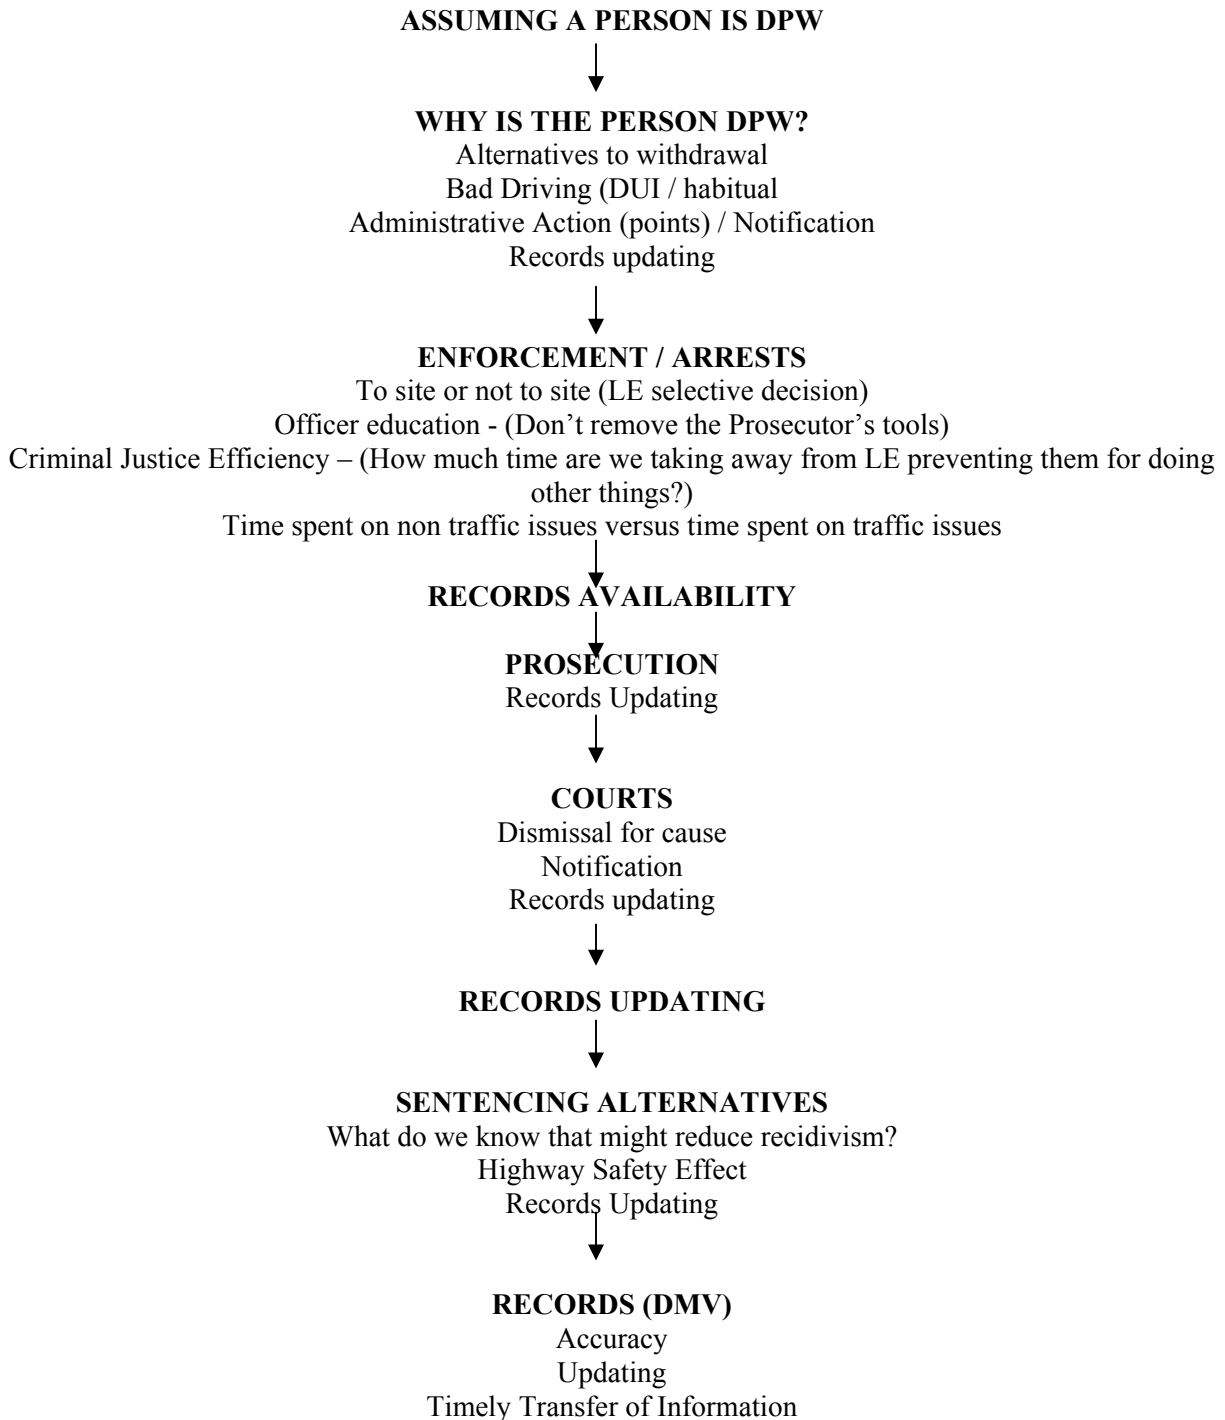 ASSUMING A PERSON IS DPW
WHY IS THE PERSON DPW?
Alternatives to withdrawal
Bad Driving (DUI / habitual
Administrative Action (points) / Notification
Records updating
ENFORCEMENT / ARRESTS
To site or not to site (LE selective decision)
Officer education - (Don’t remove the Prosecutor’s tools)
Criminal Justice Efficiency – (How much time are we taking away from LE preventing them for doing
other things?)
Time spent on non traffic issues versus time spent on traffic issues
RECORDS AVAILABILITY
PROSECUTION
Records Updating
COURTS
Dismissal for cause
Notification
Records updating
RECORDS UPDATING
SENTENCING ALTERNATIVES
What do we know that might reduce recidivism?
Highway Safety Effect
Records Updating
RECORDS (DMV)
Accuracy
Updating
Timely Transfer of Information